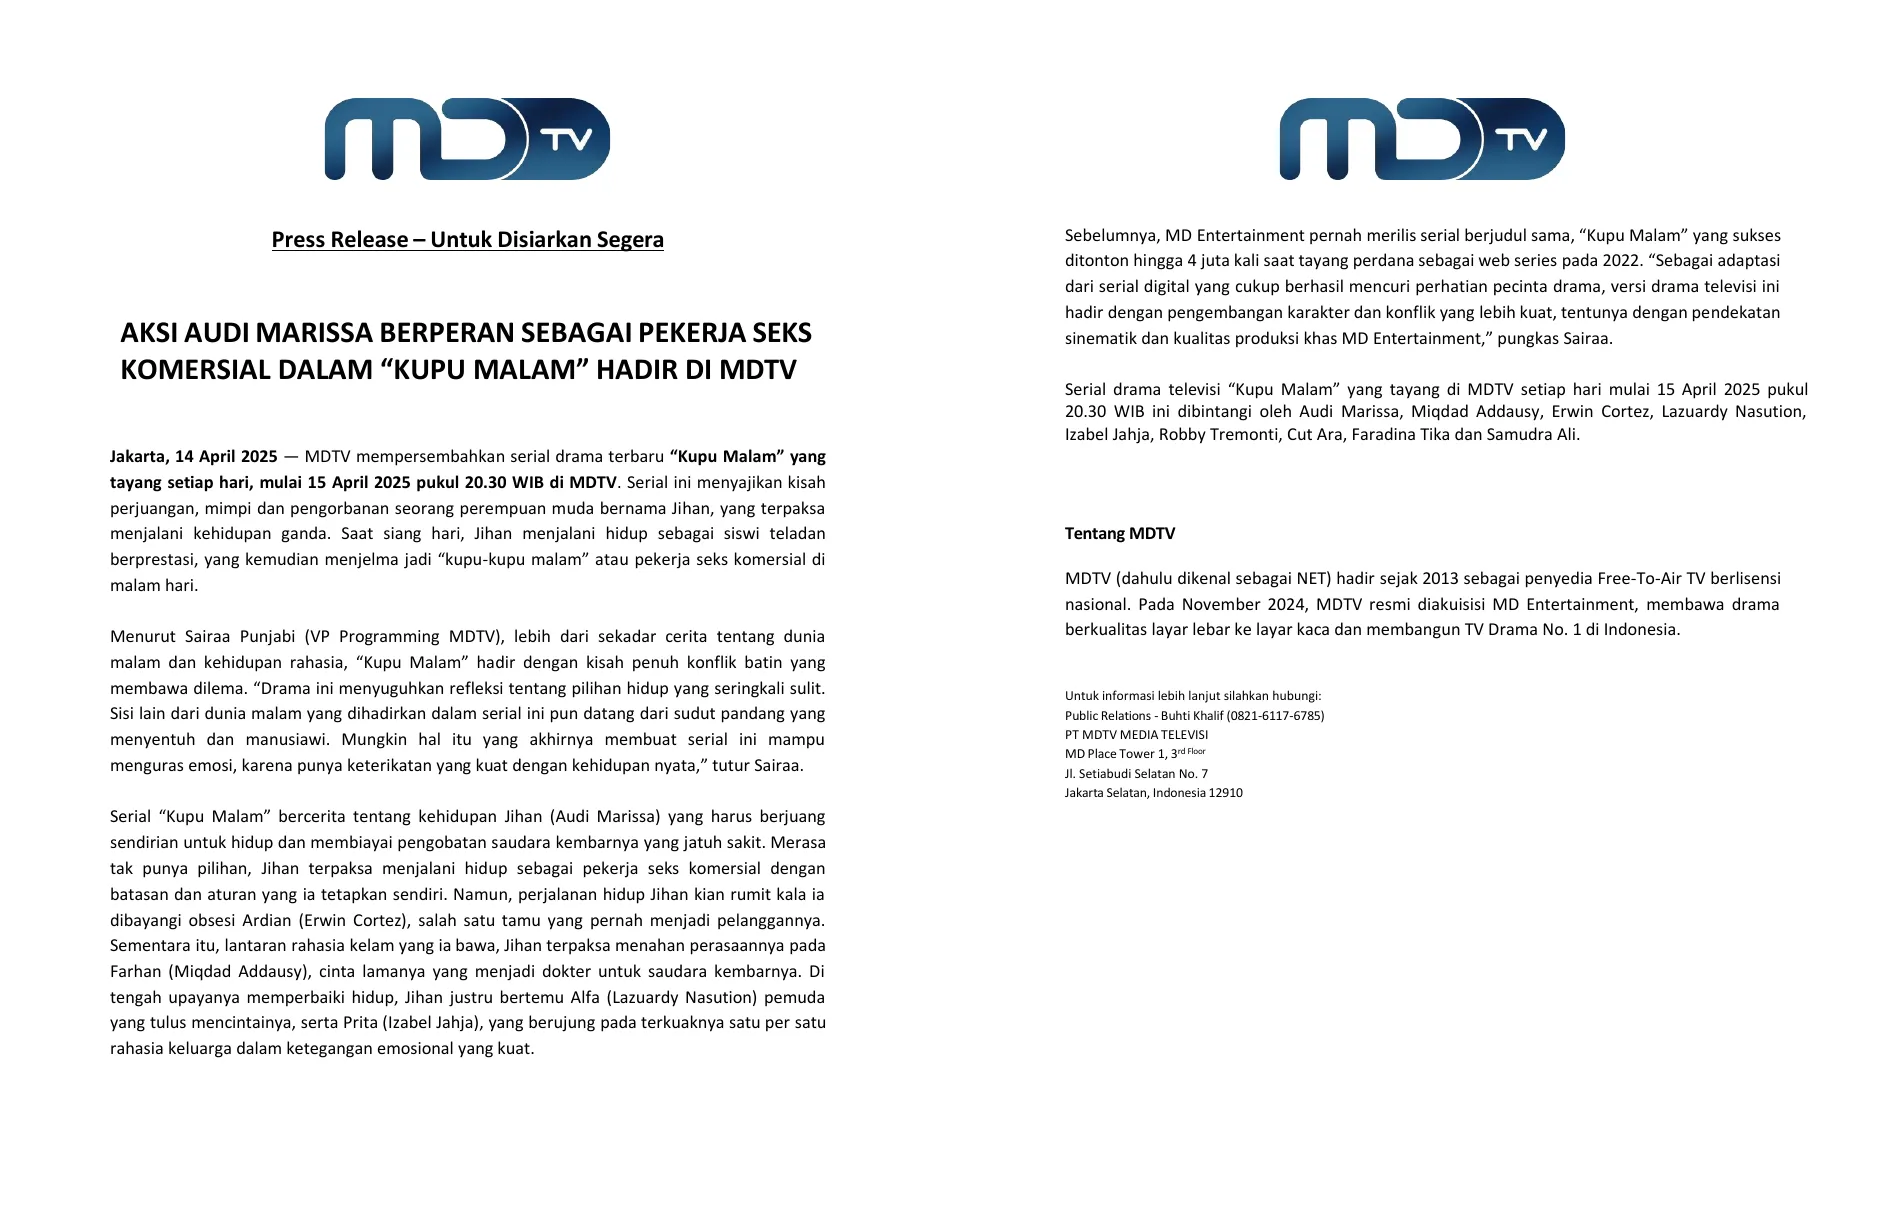 MD TV
Press Release – Untuk Disiarkan Segera
AKSI AUDI MARISSA BERPERAN SEBAGAI PEKERJA SEKS
KOMERSIAL DALAM “KUPU MALAM” HADIR DI MDTV
Jakarta, 14 April 2025 — MDTV mempersembahkan serial drama terbaru “Kupu Malam” yang
tayang setiap hari, mulai 15 April 2025 pukul 20.30 WIB di MDTV. Serial ini menyajikan kisah
perjuangan, mimpi dan pengorbanan seorang perempuan muda bernama Jihan, yang terpaksa
menjalani kehidupan ganda. Saat siang hari, Jihan menjalani hidup sebagai siswi teladan
berprestasi, yang kemudian menjelma jadi “kupu-kupu malam” atau pekerja seks komersial di
malam hari.
Menurut Sairaa Punjabi (VP Programming MDTV), lebih dari sekadar cerita tentang dunia
malam dan kehidupan rahasia, “Kupu Malam” hadir dengan kisah penuh konflik batin yang
membawa dilema. “Drama ini menyuguhkan refleksi tentang pilihan hidup yang seringkali sulit.
Sisi lain dari dunia malam yang dihadirkan dalam serial ini pun datang dari sudut pandang yang
menyentuh dan manusiawi. Mungkin hal itu yang akhirnya membuat serial ini mampu
menguras emosi, karena punya keterikatan yang kuat dengan kehidupan nyata,” tutur Sairaa.
Serial “Kupu Malam” bercerita tentang kehidupan Jihan (Audi Marissa) yang harus berjuang
sendirian untuk hidup dan membiayai pengobatan saudara kembarnya yang jatuh sakit. Merasa
tak punya pilihan, Jihan terpaksa menjalani hidup sebagai pekerja seks komersial dengan
batasan dan aturan yang ia tetapkan sendiri. Namun, perjalanan hidup Jihan kian rumit kala ia
dibayangi obsesi Ardian (Erwin Cortez), salah satu tamu yang pernah menjadi pelanggannya.
Sementara itu, lantaran rahasia kelam yang ia bawa, Jihan terpaksa menahan perasaannya pada
Farhan (Miqdad Addausy), cinta lamanya yang menjadi dokter untuk saudara kembarnya. Di
tengah upayanya memperbaiki hidup, Jihan justru bertemu Alfa (Lazuardy Nasution) pemuda
yang tulus mencintainya, serta Prita (Izabel Jahja), yang berujung pada terkuaknya satu per satu
rahasia keluarga dalam ketegangan emosional yang kuat.
MD TV
Sebelumnya, MD Entertainment pernah merilis serial berjudul sama, “Kupu Malam” yang sukses
ditonton hingga 4 juta kali saat tayang perdana sebagai web series pada 2022. “Sebagai adaptasi
dari serial digital yang cukup berhasil mencuri perhatian pecinta drama, versi drama televisi ini
hadir dengan pengembangan karakter dan konflik yang lebih kuat, tentunya dengan pendekatan
sinematik dan kualitas produksi khas MD Entertainment,” pungkas Sairaa.
Serial drama televisi “Kupu Malam” yang tayang di MDTV setiap hari mulai 15 April 2025 pukul
20.30 WIB ini dibintangi oleh Audi Marissa, Miqdad Addausy, Erwin Cortez, Lazuardy Nasution,
Izabel Jahja, Robby Tremonti, Cut Ara, Faradina Tika dan Samudra Ali.
Tentang MDTV
MDTV (dahulu dikenal sebagai NET) hadir sejak 2013 sebagai penyedia Free-To-Air TV berlisensi
nasional. Pada November 2024, MDTV resmi diakuisisi MD Entertainment, membawa drama
berkualitas layar lebar ke layar kaca dan membangun TV Drama No. 1 di Indonesia.
Untuk informasi lebih lanjut silahkan hubungi:
Public Relations - Buhti Khalif (0821-6117-6785)
PT MDTV MEDIA TELEVISI
MD Place Tower 1, 3rd Floor
Jl. Setiabudi Selatan No. 7
Jakarta Selatan, Indonesia 12910